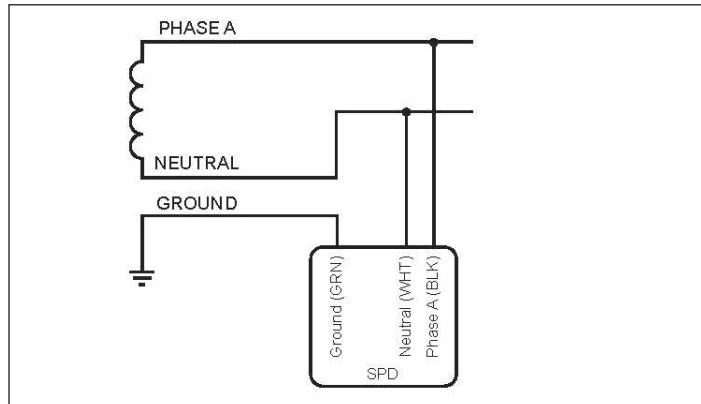 PHASE A
NEUTRAL
GROUND
Ground (GRN)
Neutral (WHT)
Phase A (BLK)
SPD